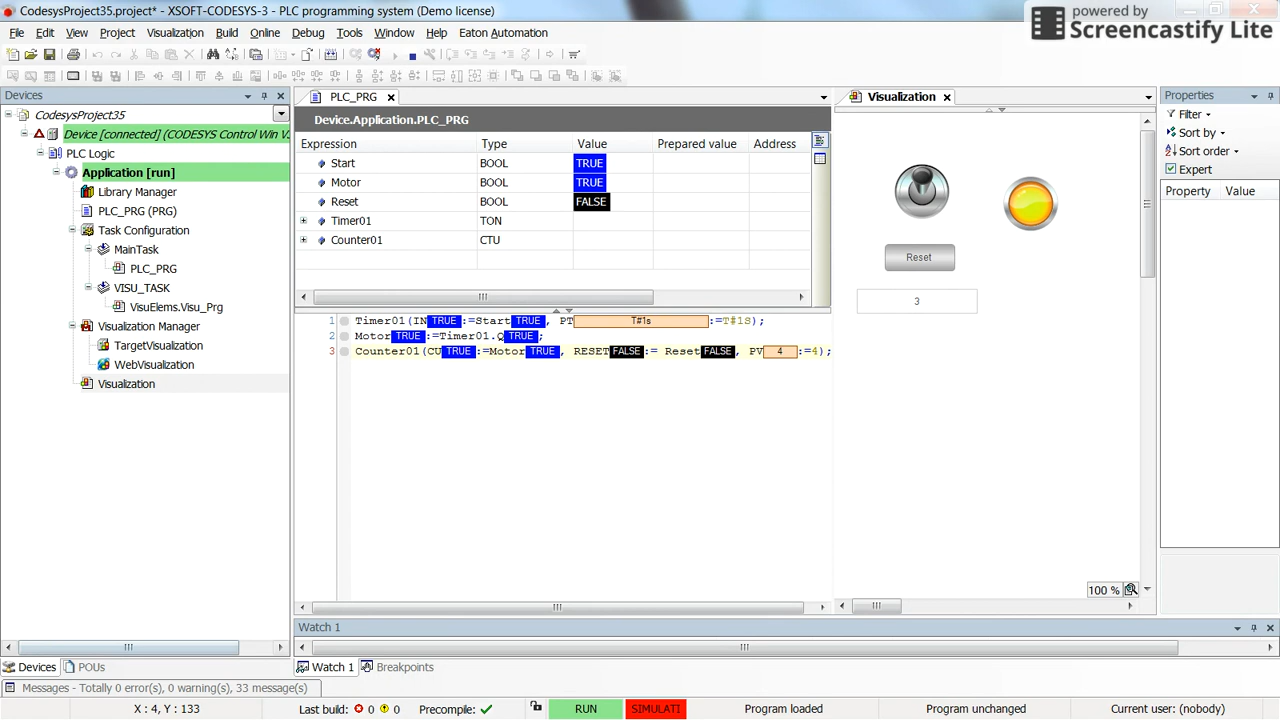 CodesysProject35.project* - XSOFT-CODESYS-3 - PLC programming system (Demo license)
powered by
Screencastify Lite
File Edit View Project Visualization Build Online Debug Tools Window Help Eaton Automation
Devices
CodesysProject35
Device [connected] (CODESYS Control Win V3
PLC Logic
Application [run]
Library Manager
PLC_PRG (PRG)
Task Configuration
MainTask
PLC_PRG
VISU_TASK
VisuElems.Visu_Prg
Visualization Manager
TargetVisualization
WebVisualization
Visualization
Devices POUs
PLC_PRG
Device.Application.PLC_PRG
Expression Type Value Prepared value Address
Start BOOL TRUE
Motor BOOL TRUE
Reset BOOL FALSE
Timer01 TON
Counter01 CTU
1 Timer01(IN TRUE :=Start TRUE , PT T#1s :=T#1S);
2 Motor TRUE :=Timer01.Q TRUE ;
3 Counter01(CU TRUE :=Motor TRUE , RESET FALSE := Reset FALSE , PV 4 :=4);
Visualization
Reset
3
100 %
Properties
Filter
Sort by
Sort order
Expert
Property Value
Watch 1
Watch 1 Breakpoints
Messages - Totally 0 error(s), 0 warning(s), 33 message(s)
X : 4, Y : 133 Last build: 0 0 Precompile: RUN SIMULATI Program loaded Program unchanged Current user: (nobody)